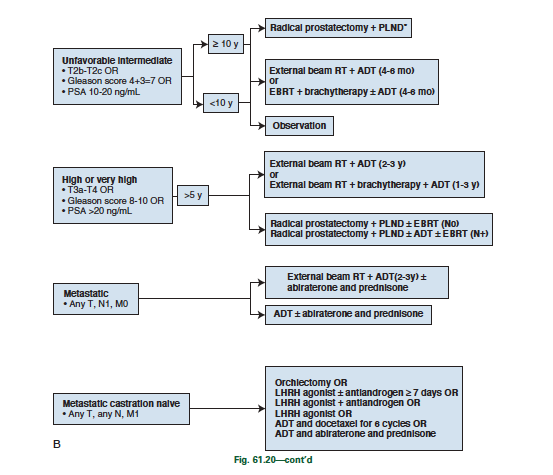 Unfavorable intermediate
• T2b-T2c OR
• Gleason score 4+3=7 OR
• PSA 10-20 ng/mL
≥ 10 y
<10 y
Radical prostatectomy + PLND*
External beam RT + ADT (4-6 mo)
or
EBRT + brachytherapy ± ADT (4-6 mo)
Observation
High or very high
• T3a-T4 OR
• Gleason score 8-10 OR
• PSA >20 ng/mL
>5 y
External beam RT + ADT (2-3 y)
or
External beam RT + brachytherapy + ADT (1-3 y)
Radical prostatectomy + PLND ± EBRT (No)
Radical prostatectomy + PLND ± ADT ± EBRT (N+)
Metastatic
• Any T, N1, M0
External beam RT + ADT(2-3y) ±
abiraterone and prednisone
ADT ± abiraterone and prednisone
Metastatic castration naive
• Any T, any N, M1
Orchiectomy OR
LHRH agonist ± antiandrogen ≥ 7 days OR
LHRH agonist + antiandrogen OR
LHRH agonist OR
ADT and docetaxel for 6 cycles OR
ADT and abiraterone and prednisone
B
Fig. 61.20—cont'd